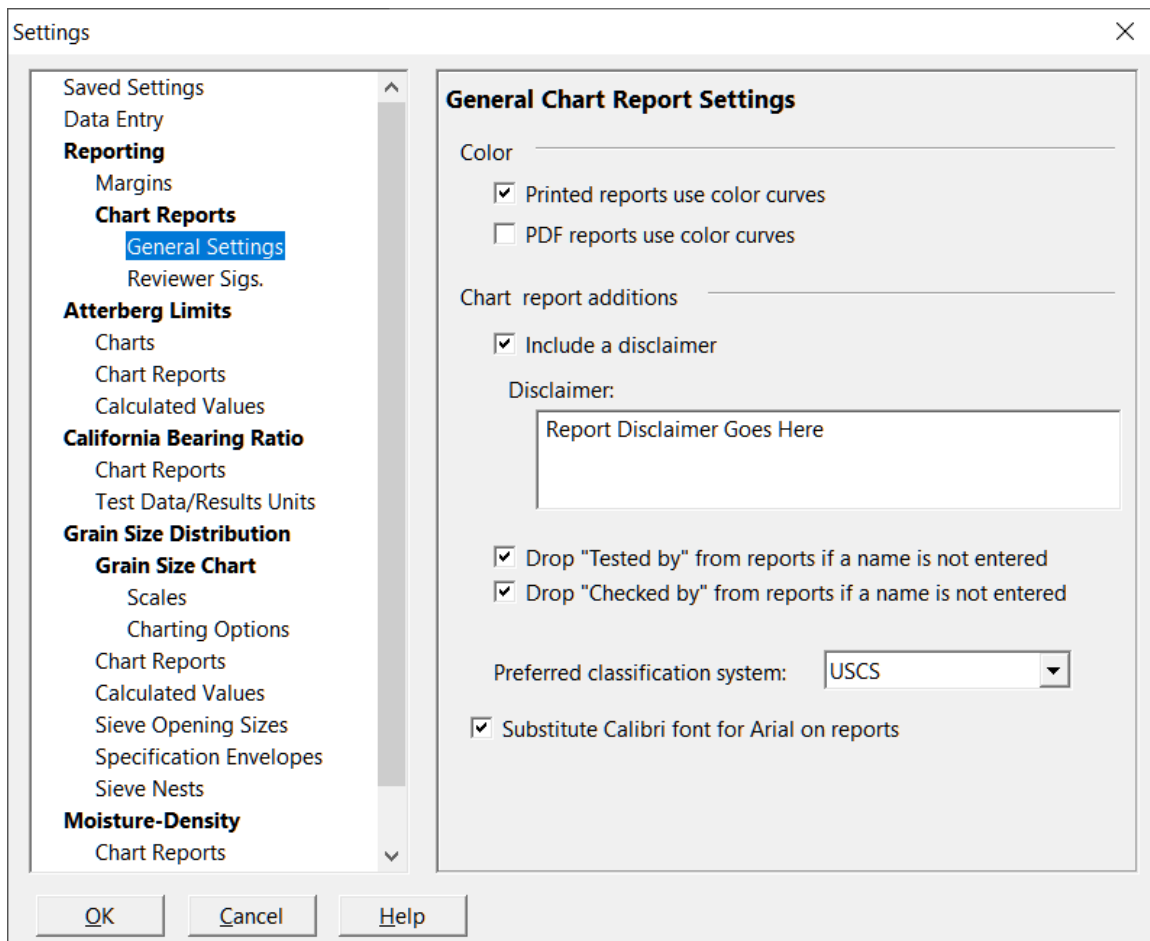 Settings
Saved Settings
Data Entry
Reporting
Margins
Chart Reports
General Settings
Reviewer Sigs.
Atterberg Limits
Charts
Chart Reports
Calculated Values
California Bearing Ratio
Chart Reports
Test Data/Results Units
Grain Size Distribution
Grain Size Chart
Scales
Charting Options
Chart Reports
Calculated Values
Sieve Opening Sizes
Specification Envelopes
Sieve Nests
Moisture-Density
Chart Reports
General Chart Report Settings
Color
Printed reports use color curves
PDF reports use color curves
Chart report additions
Include a disclaimer
Disclaimer:
Report Disclaimer Goes Here
Drop "Tested by" from reports if a name is not entered
Drop "Checked by" from reports if a name is not entered
Preferred classification system: USCS
Substitute Calibri font for Arial on reports
OK Cancel Help